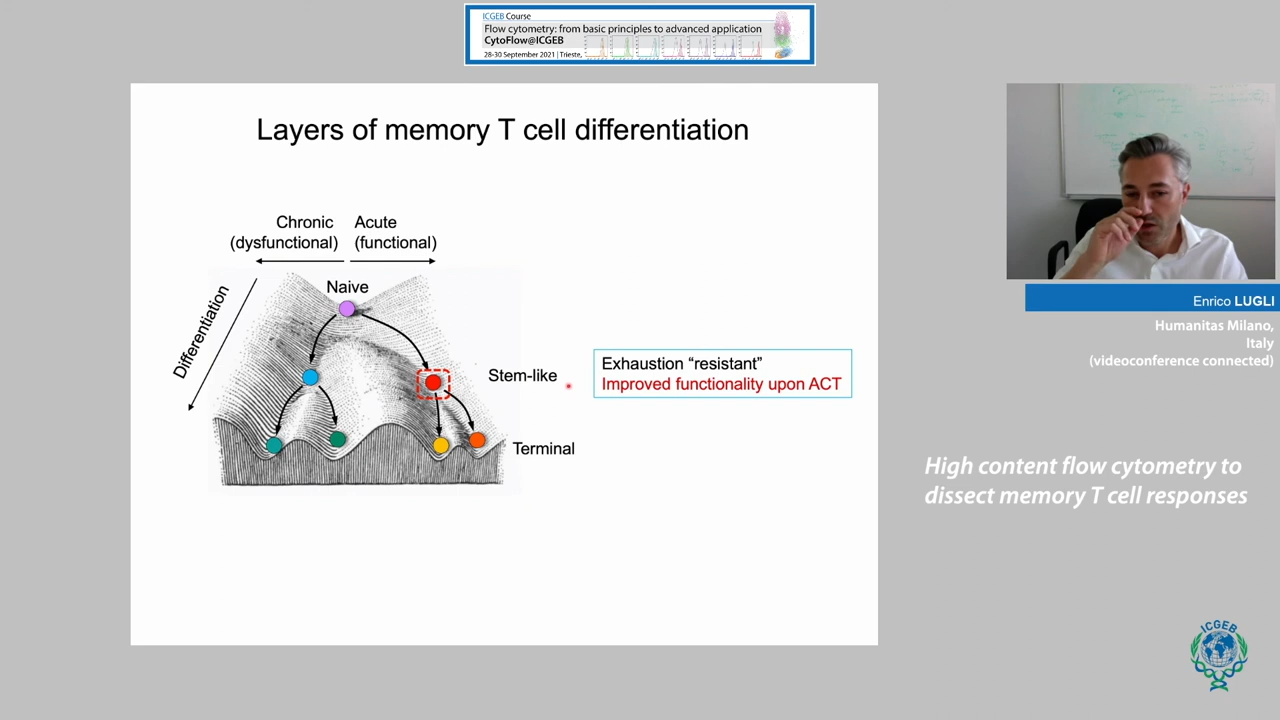 ICGEB Course
Flow cytometry: from basic principles to advanced application
CytoFlow@ICGEB
28-30 September 2021 | Trieste,
Layers of memory T cell differentiation
Chronic
(dysfunctional)
Acute
(functional)
Naive
Differentiation
Stem-like
Exhaustion “resistant”
Improved functionality upon ACT
Terminal
Enrico LUGLI
Humanitas Milano,
Italy
(videoconference connected)
High content flow cytometry to
dissect memory T cell responses
ICGEB